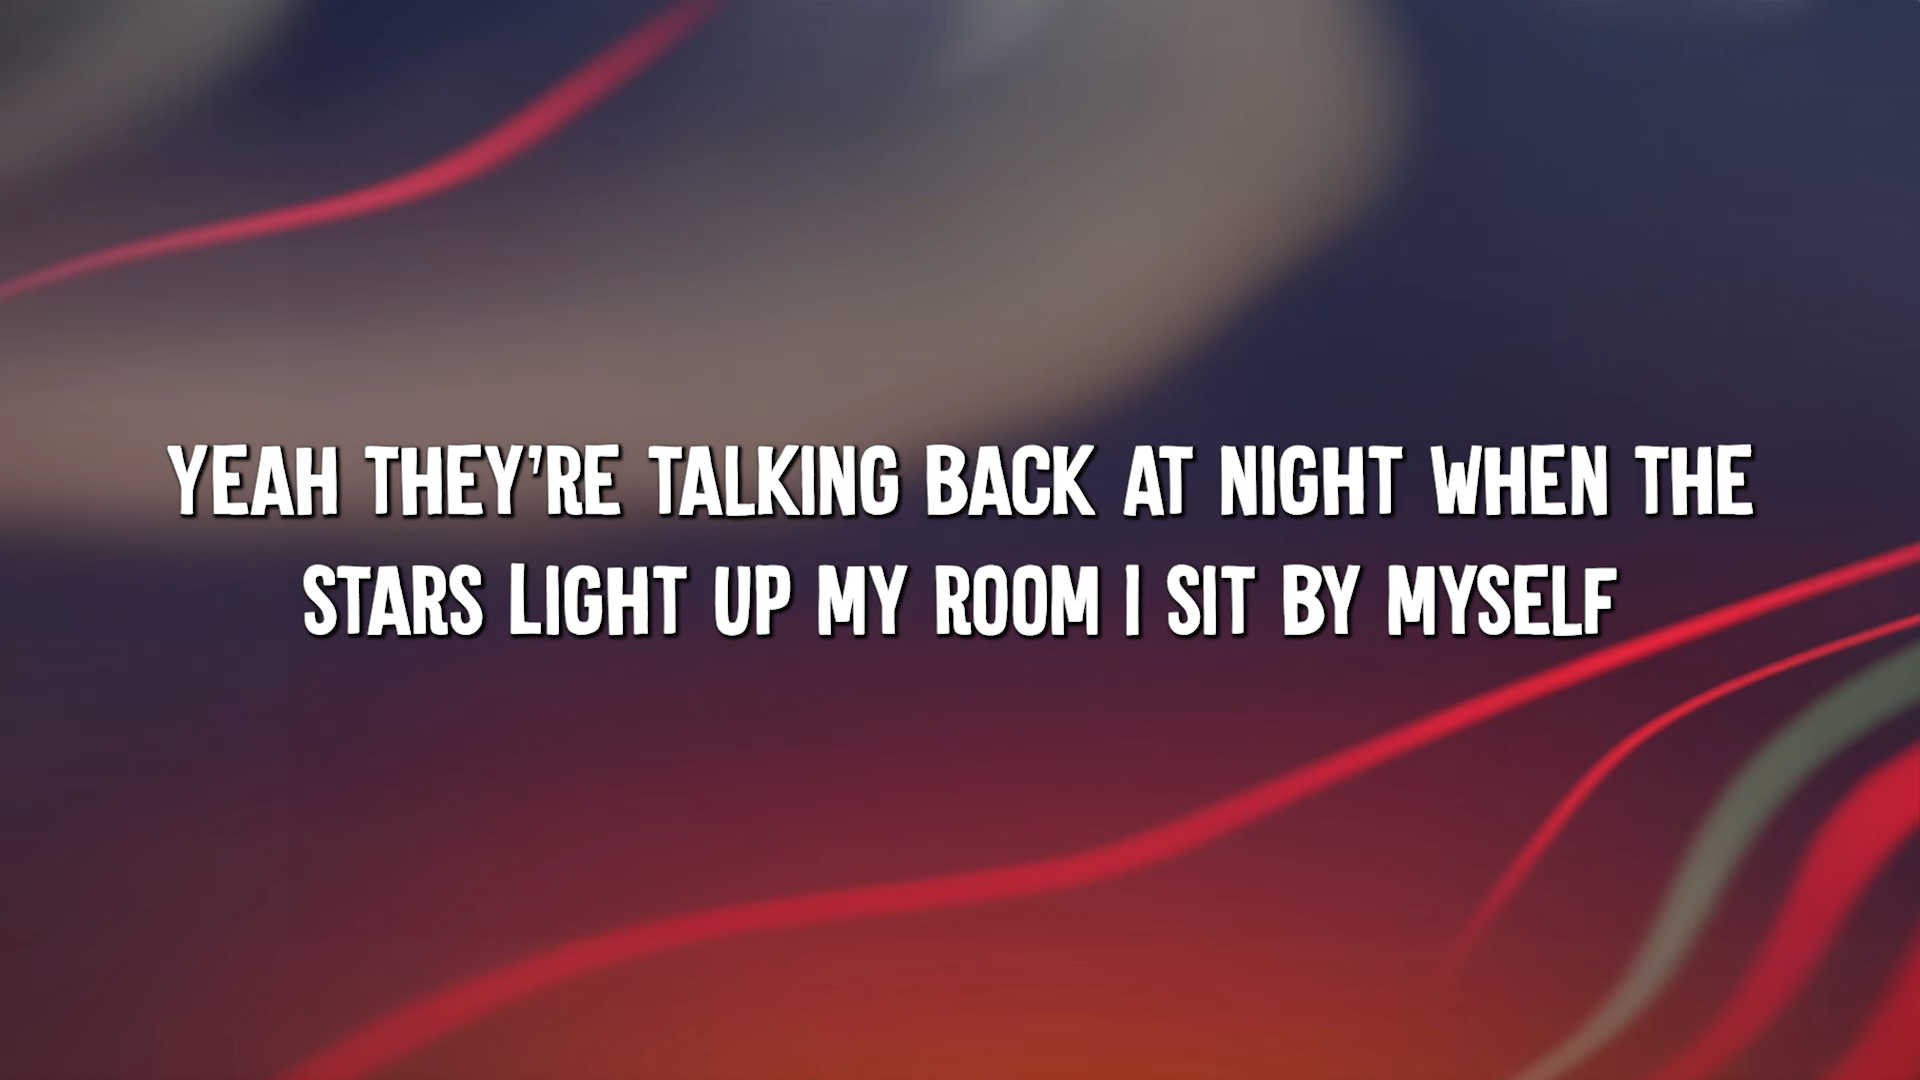 YEAH THEY'RE TALKING BACK AT NIGHT WHEN THE
STARS LIGHT UP MY ROOM I SIT BY MYSELF